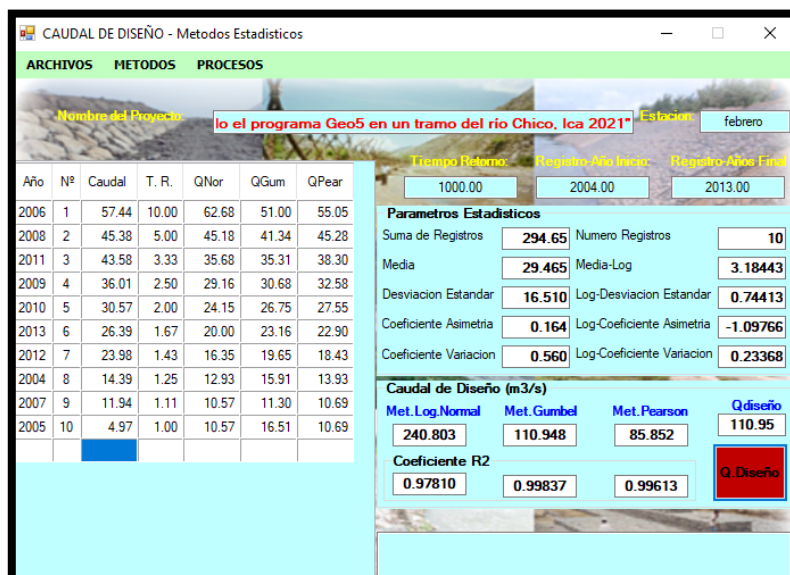 CAUDAL DE DISEÑO - Metodos Estadisticos
ARCHIVOS METODOS PROCESOS
Nombre del Proyecto: lo el programa Geo5 en un tramo del río Chico, Ica 2021" Estacion: febrero
Tiempo Retorno: Registro-Año Inicio: Registro-Años Final
1000.00 2004.00 2013.00
Año Nº Caudal T. R. QNor QGum QPear
2006 1 57.44 10.00 62.68 51.00 55.05
2008 2 45.38 5.00 45.18 41.34 45.28
2011 3 43.58 3.33 35.68 35.31 38.30
2009 4 36.01 2.50 29.16 30.68 32.58
2010 5 30.57 2.00 24.15 26.75 27.55
2013 6 26.39 1.67 20.00 23.16 22.90
2012 7 23.98 1.43 16.35 19.65 18.43
2004 8 14.39 1.25 12.93 15.91 13.93
2007 9 11.94 1.11 10.57 11.30 10.69
2005 10 4.97 1.00 10.57 16.51 10.69
Parametros Estadisticos
Suma de Registros 294.65 Numero Registros 10
Media 29.465 Media-Log 3.18443
Desviacion Estandar 16.510 Log-Desviacion Estandar 0.74413
Coeficiente Asimetria 0.164 Log-Coeficiente Asimetria -1.09766
Coeficiente Variacion 0.560 Log-Coeficiente Variacion 0.23368
Caudal de Diseño (m3/s)
Met.Log.Normal Met.Gumbel Met.Pearson Qdiseño
240.803 110.948 85.852 110.95
Coeficiente R2
0.97810 0.99837 0.99613
Q.Diseño